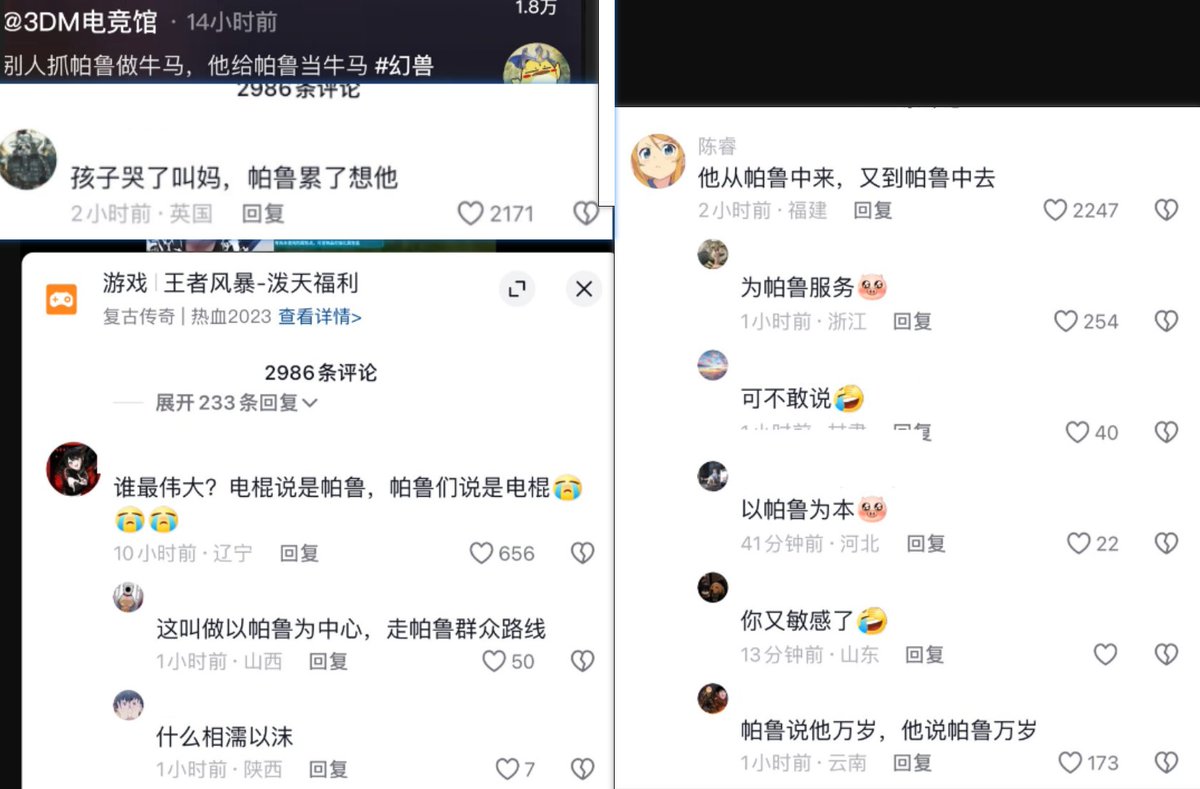 @3DM电竞馆 · 14小时前
1.8万
别人抓帕鲁做牛马，他给帕鲁当牛马 #幻兽
2986条评论
孩子哭了叫妈，帕鲁累了想他
2小时前 · 英国 回复 2171
游戏 | 王者风暴-泼天福利
复古传奇 | 热血2023 查看详情>
2986条评论
展开233条回复
谁最伟大？电棍说是帕鲁，帕鲁们说是电棍😭
😭😭
10小时前 · 辽宁 回复 656
这叫做以帕鲁为中心，走帕鲁群众路线
1小时前 · 山西 回复 50
什么相濡以沫
1小时前 · 陕西 回复 7
陈睿
他从帕鲁中来，又到帕鲁中去
2小时前 · 福建 回复 2247
为帕鲁服务🐷
1小时前 · 浙江 回复 254
可不敢说🤣
1小时前 · 甘肃 回复 40
以帕鲁为本🐷
41分钟前 · 河北 回复 22
你又敏感了🤣
13分钟前 · 山东 回复
帕鲁说他万岁，他说帕鲁万岁
1小时前 · 云南 回复 173